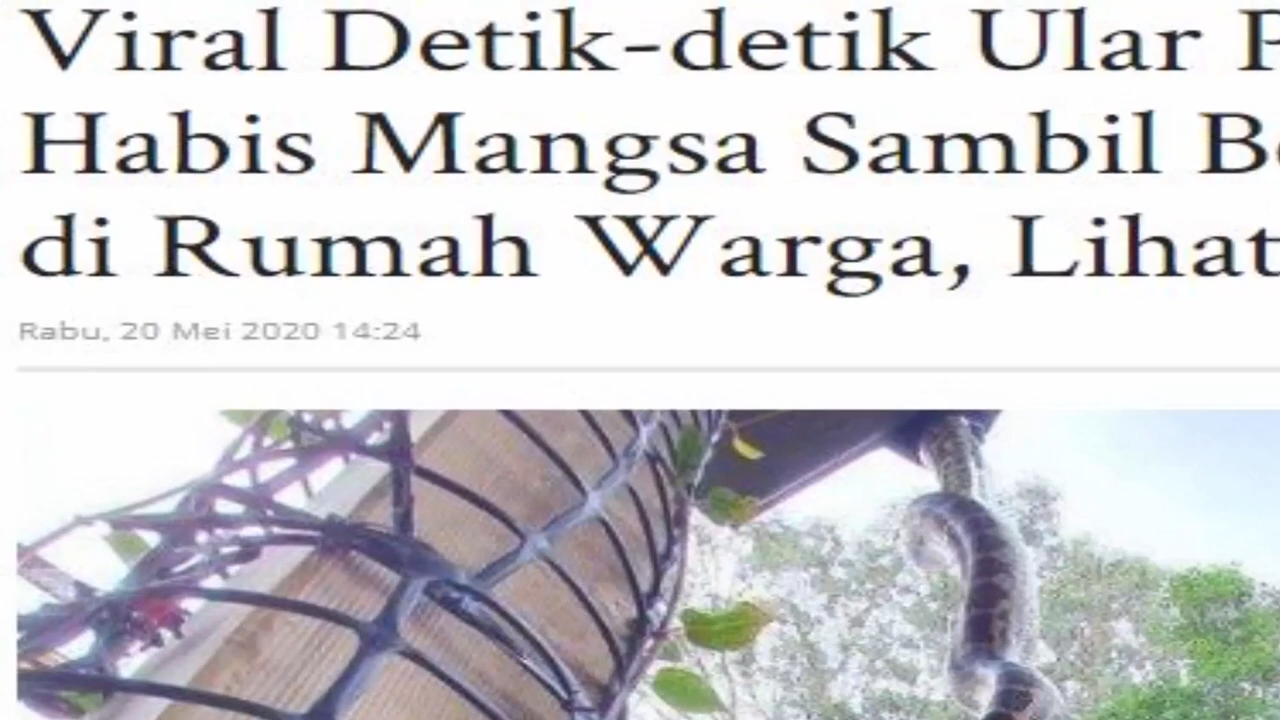 Viral Detik-detik Ular
Habis Mangsa Sambil
di Rumah Warga, Lihat
Rabu, 20 Mei 2020 14:24